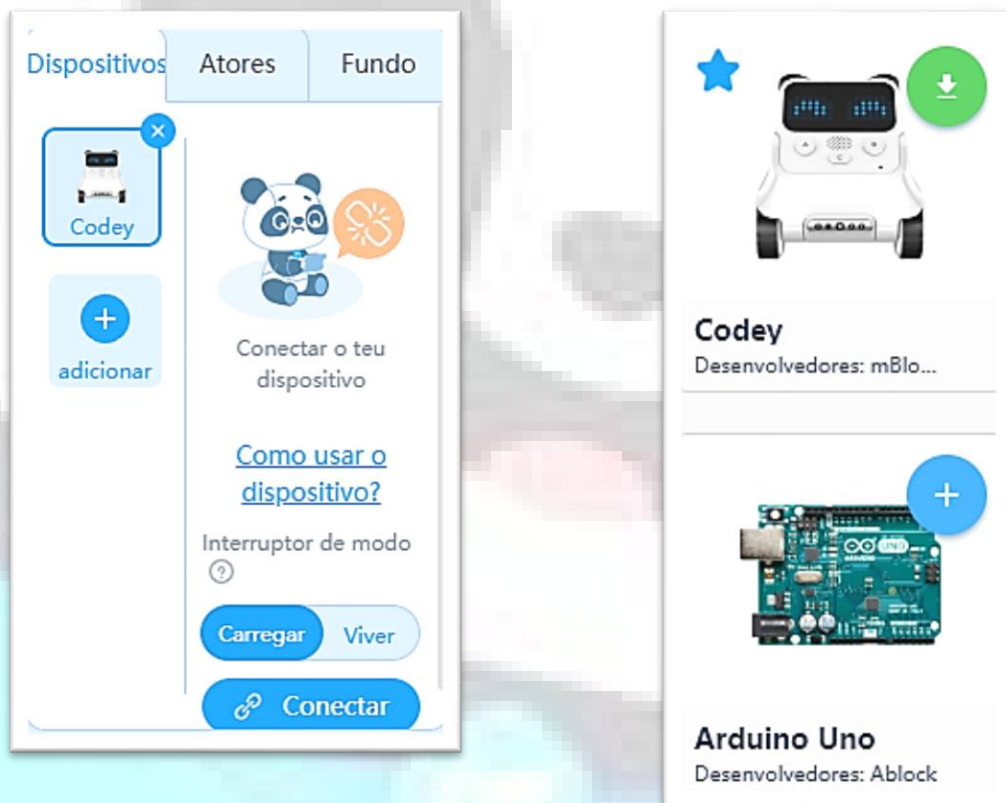 Dispositivos Atores Fundo
Codey
adicionar
Conectar o teu
dispositivo
Como usar o
dispositivo?
Interruptor de modo
?
Carregar Viver
Conectar
Codey
Desenvolvedores: mBlo...
UNO
Arduino Uno
Desenvolvedores: Ablock